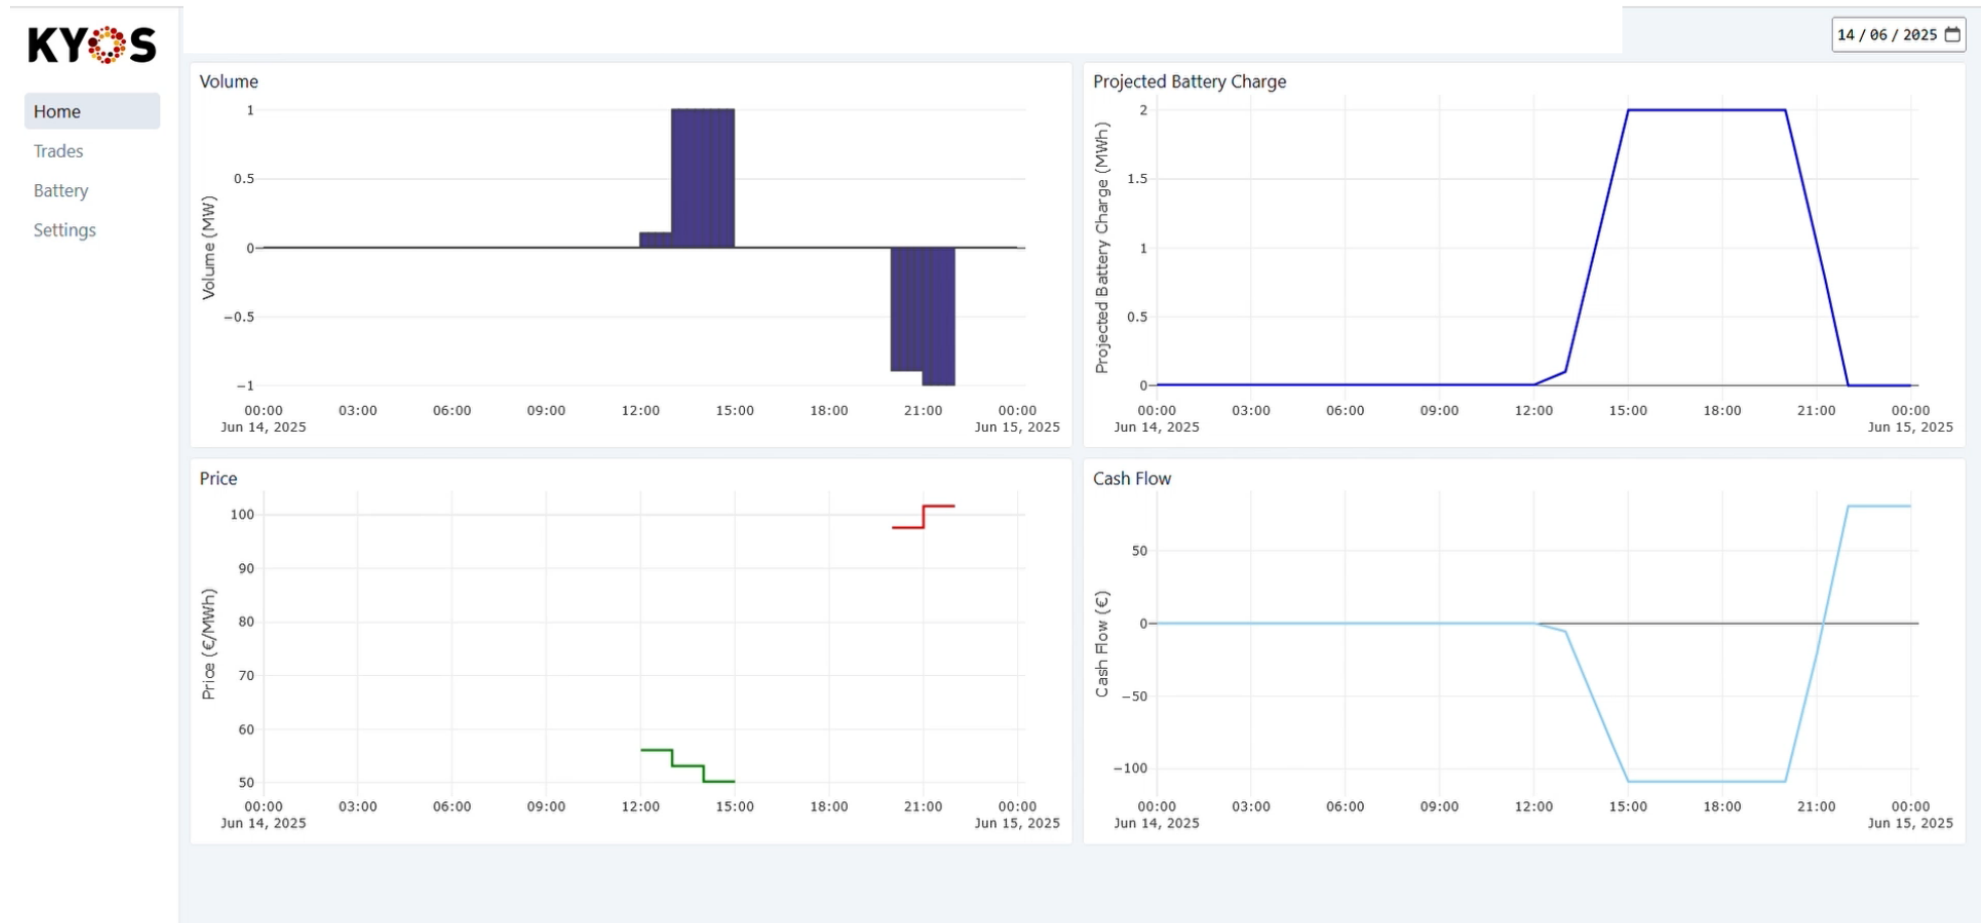 KYOS
14 / 06 / 2025
Home
Trades
Battery
Settings
Volume
Volume (MW)
1
0.5
0
−0.5
−1
00:00 03:00 06:00 09:00 12:00 15:00 18:00 21:00 00:00
Jun 14, 2025 Jun 15, 2025
Projected Battery Charge
Projected Battery Charge (MWh)
2
1.5
1
0.5
0
00:00 03:00 06:00 09:00 12:00 15:00 18:00 21:00 00:00
Jun 14, 2025 Jun 15, 2025
Price
Price (€/MWh)
100
90
80
70
60
50
00:00 03:00 06:00 09:00 12:00 15:00 18:00 21:00 00:00
Jun 14, 2025 Jun 15, 2025
Cash Flow
Cash Flow (€)
50
0
−50
−100
00:00 03:00 06:00 09:00 12:00 15:00 18:00 21:00 00:00
Jun 14, 2025 Jun 15, 2025